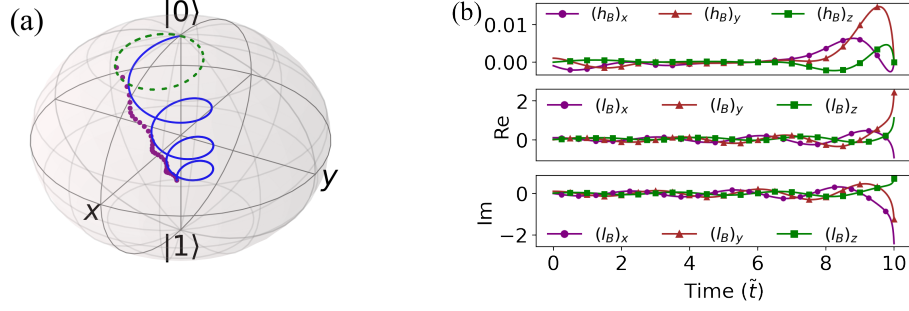 (a)
|0⟩
x
y
|1⟩
(b)
(h_B)_x (h_B)_y (h_B)_z
0.01
0.00
(l_B)_x (l_B)_y (l_B)_z
2
0
Re
0
−2
Im
(l_B)_x (l_B)_y (l_B)_z
0 2 4 6 8 10
Time (t̃)